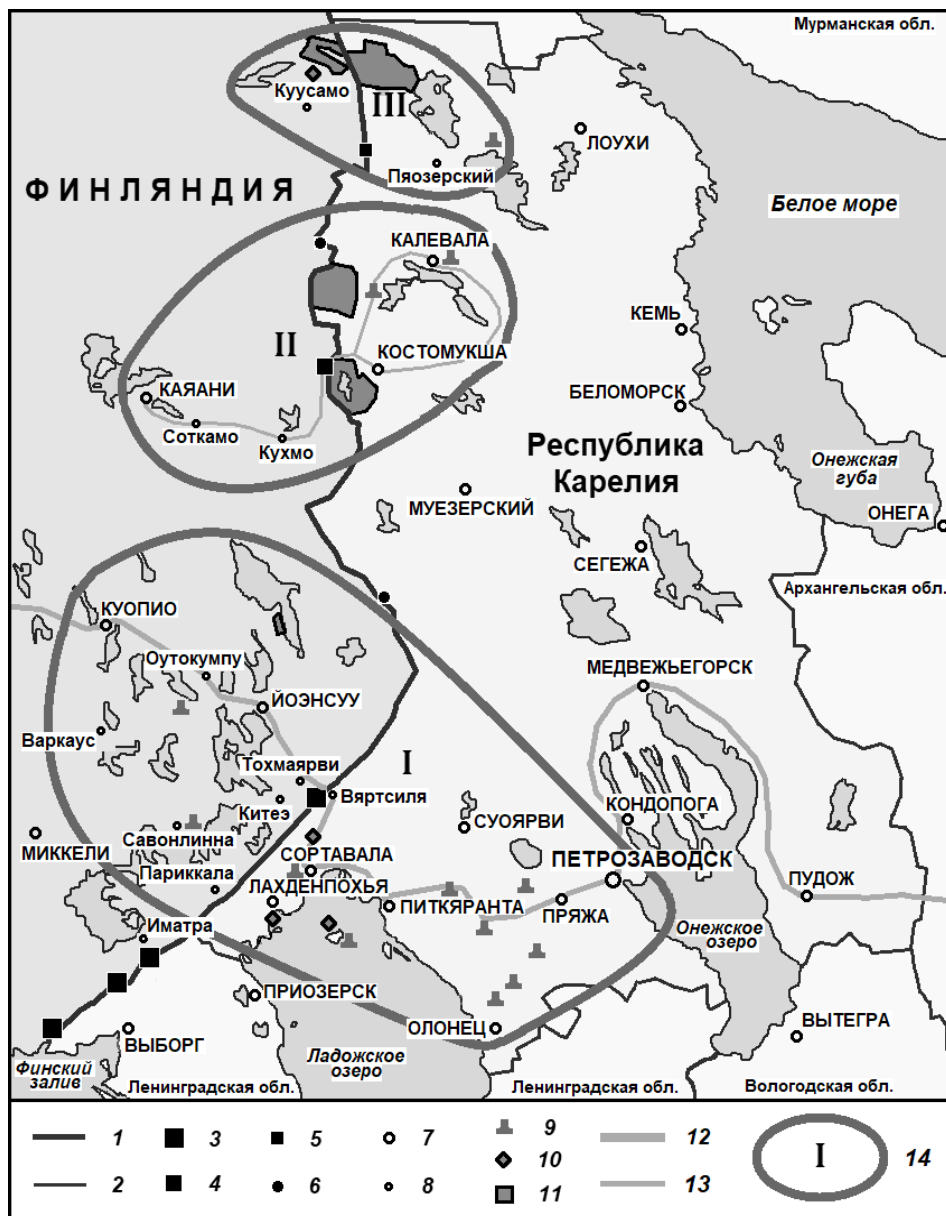 Мурманская обл.
Куусамо
III
ЛОУХИ
Пяозерский
ФИНЛЯНДИЯ
Белое море
КАЛЕВАЛА
КЕМЬ
II
КОСТОМУКША
КАЯАНИ
БЕЛОМОРСК
Соткамо
Кухмо
Республика
Карелия
Онежская
губа
МУЕЗЕРСКИЙ
ОНЕГА
СЕГЕЖА
Архангельская обл.
КУОПИО
Оутокумпу
МЕДВЕЖЬЕГОРСК
ЙОЭНСУУ
Варкаус
I
Тохмаярви
Вяртсиля
Китеэ
КОНДОПОГА
СУОЯРВИ
Савонлинна
МИККЕЛИ
СОРТАВАЛА
ПЕТРОЗАВОДСК
Париккала
ЛАХДЕНПОХЬЯ
ПИТКЯРАНТА
ПРЯЖА
ПУДОЖ
Иматра
Онежское
озеро
ПРИОЗЕРСК
ВЫБОРГ
ОЛОНЕЦ
ВЫТЕГРА
Финский
залив
Ладожское
озеро
Ленинградская обл.
Ленинградская обл.
Вологодская обл.
1
3
5
7
9
12
I
14
10
2
4
6
8
11
13